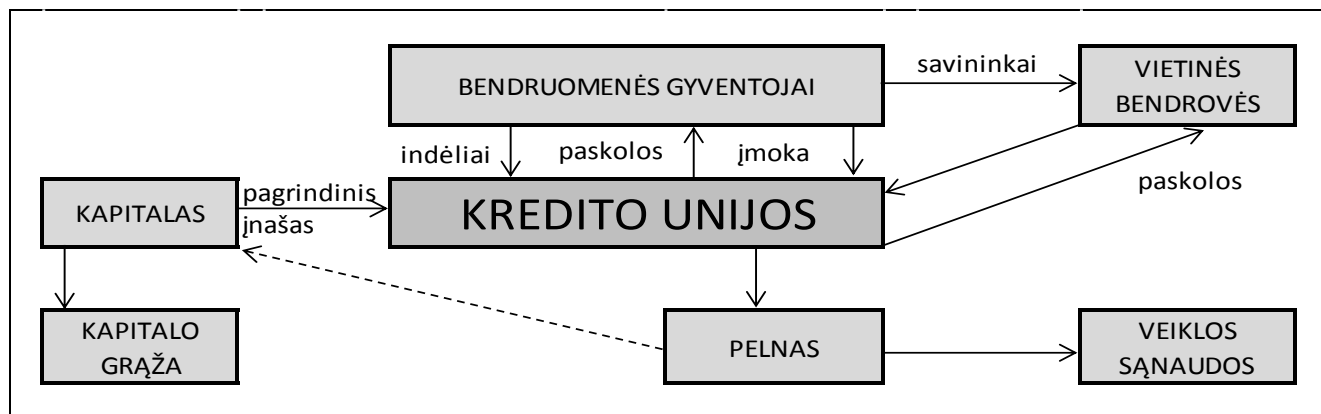 BENDRUOMENĖS GYVENTOJAI
savininkai
VIETINĖS
BENDROVĖS
indėliai
paskolos
įmoka
paskolos
KAPITALAS
pagrindinis
įnašas
KREDITO UNIJOS
KAPITALO
GRĄŽA
PELNAS
VEIKLOS
SĄNAUDOS